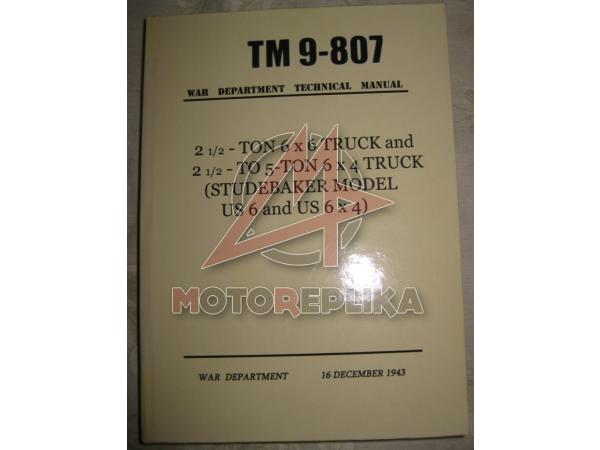 TM 9-807
WAR DEPARTMENT TECHNICAL MANUAL
2 1/2 - TON 6 x 6 TRUCK and
2 1/2 - TO 5-TON 6 x 4 TRUCK
(STUDEBAKER MODEL
US 6 and US 6 x 4)
MOTOREPLIKA
WAR DEPARTMENT 16 DECEMBER 1943